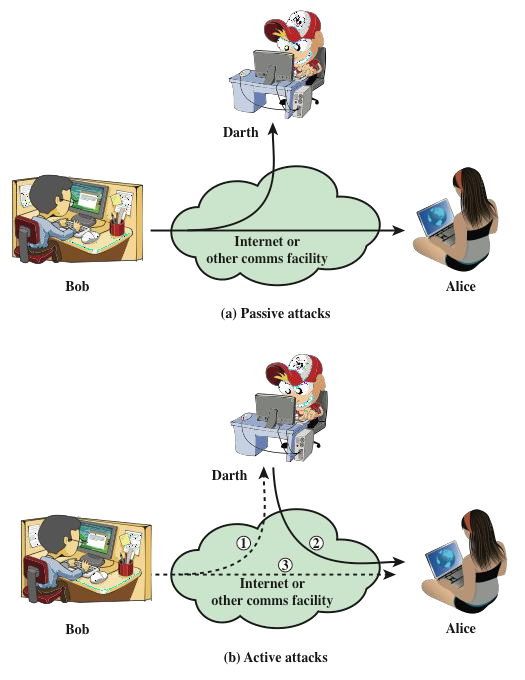 Darth
Internet or
other comms facility
Bob
Alice
(a) Passive attacks
Darth
1
2
3
Internet or
other comms facility
Bob
Alice
(b) Active attacks